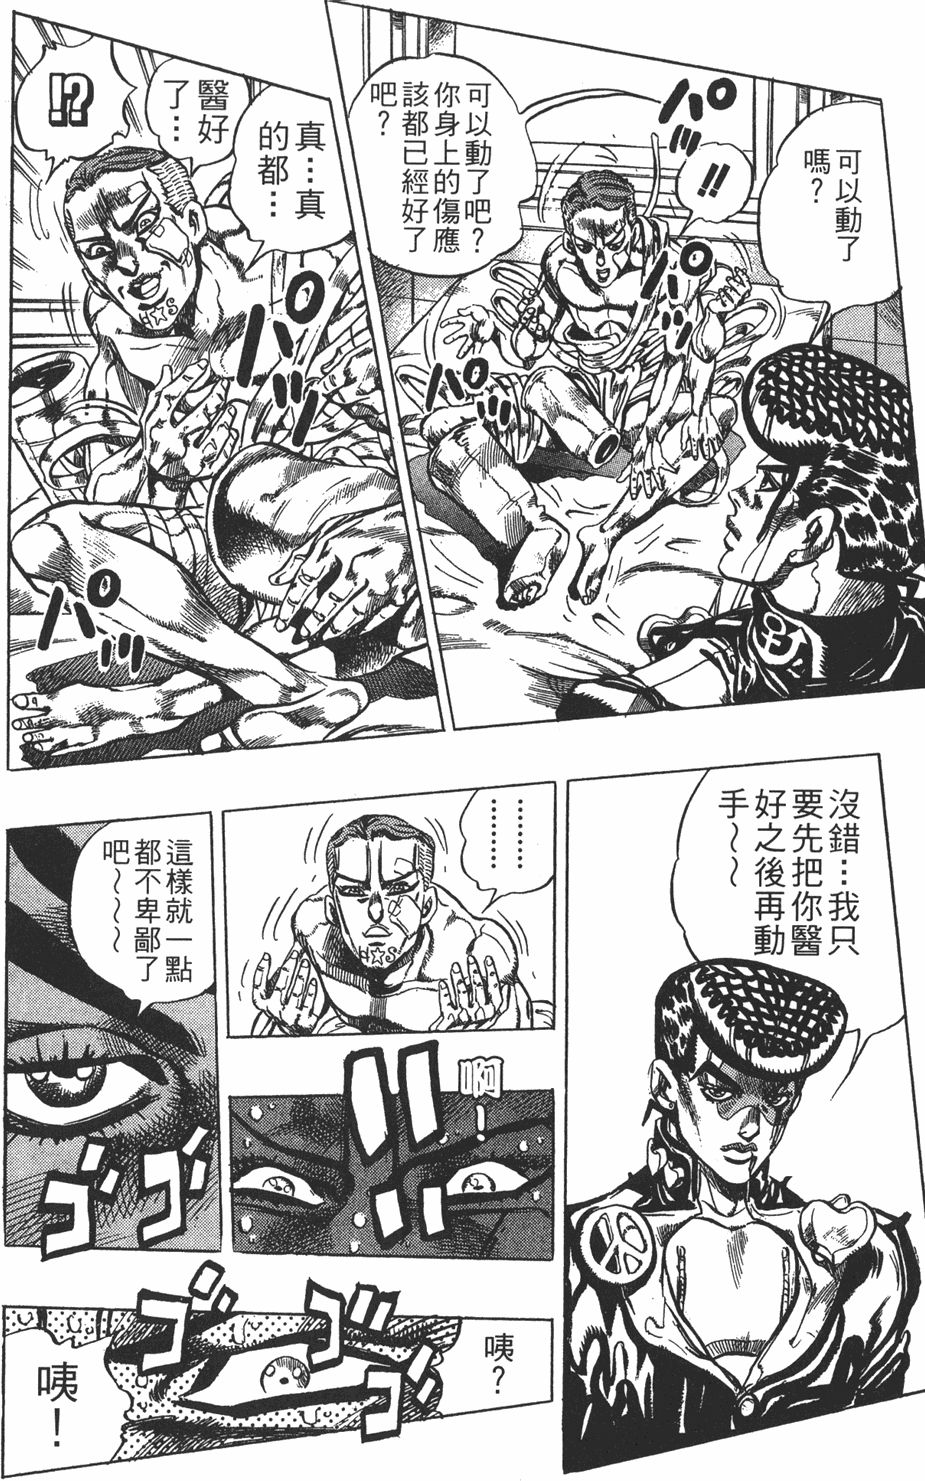 可以動了
嗎？
パッ
!!
パッ
パッ
可以動了吧？
你身上的傷應
該都已經好了
吧？
真…真
的都…
醫好
了…
!?
パッ
パッ
沒錯…我只
要先把你醫
好之後再動
手～～
…………
啊！
這樣就一點
都不卑鄙了
吧～～～
ゴゴ
咦？
ゴゴゴ
咦！